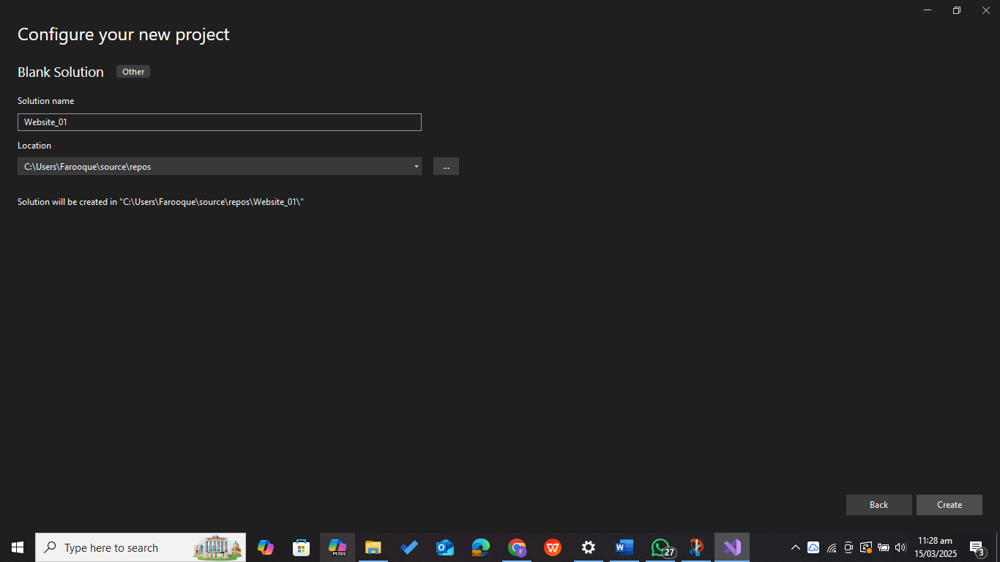 Configure your new project
Blank Solution Other
Solution name
Website_01
Location
C:\Users\Farooque\source\repos
...
Solution will be created in "C:\Users\Farooque\source\repos\Website_01\"
Back Create
Type here to search
M365
F
W
W
27
11:28 am
15/03/2025
3